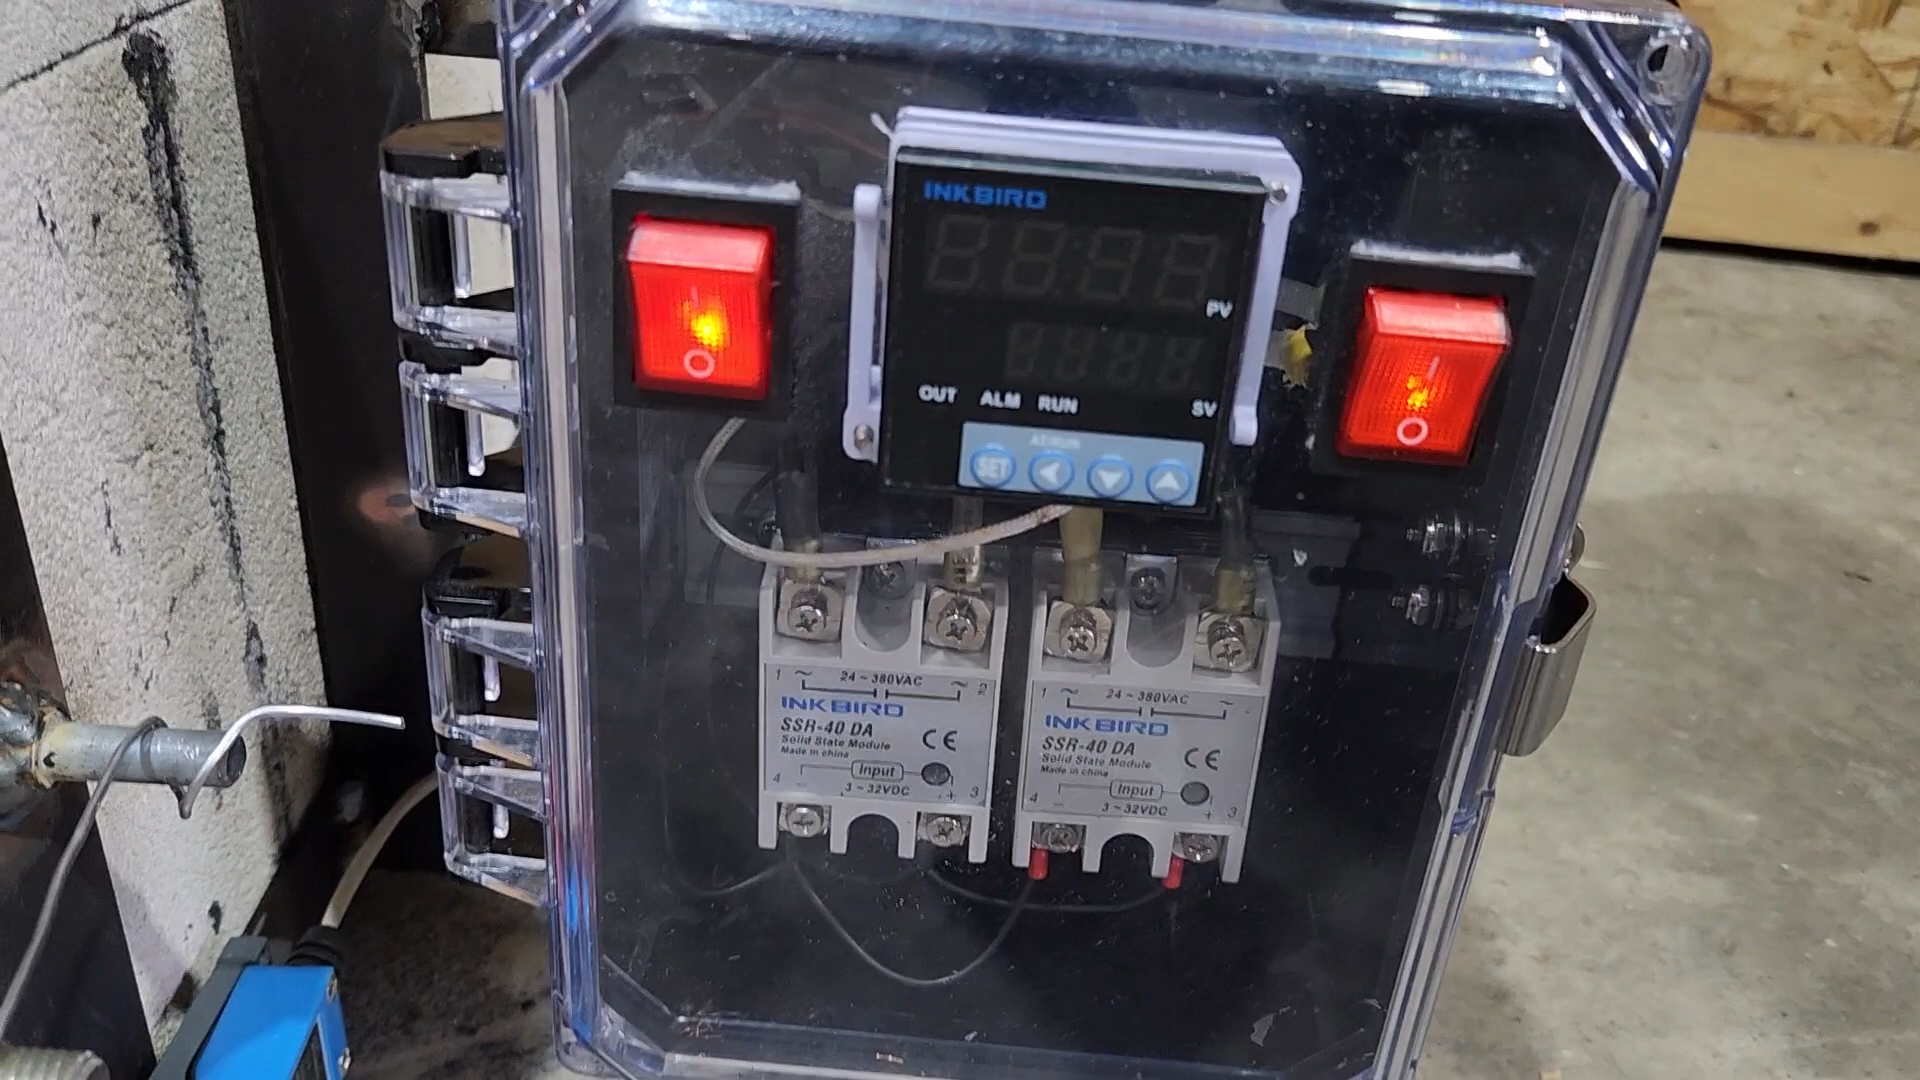 INKBIRD
PV
SV
OUT ALM RUN
AT/RUN
SET
1 ~ 24~380VAC ~ 2
INKBIRD
SSR-40 DA
Solid State Module
Made in china
CE
4 - Input + 3
3~32VDC
1 ~ 24~380VAC ~
INKBIRD
SSR-40 DA
Solid State Module
Made in china
CE
4 - Input + 3
3~32VDC